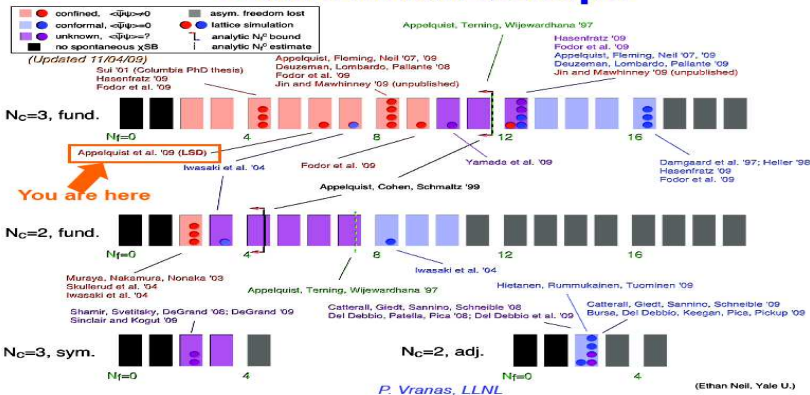 confined, <ψ̄ψ>≠0
conformal, <ψ̄ψ>=0
unknown, <ψ̄ψ>=?
no spontaneous χSB
asym. freedom lost
lattice simulation
analytic Nf⁰ bound
analytic Nf⁰ estimate
(Updated 11/04/09)
Appelquist, Terning, Wijewardhana '97
Sui '01 (Columbia PhD thesis)
Hasenfratz '09
Fodor et al. '09
Appelquist, Fleming, Neil '07, '09
Deuzeman, Lombardo, Pallante '08
Fodor et al. '09
Jin and Mawhinney '09 (unpublished)
Hasenfratz '09
Fodor et al. '09
Appelquist, Fleming, Neil '07, '09
Deuzeman, Lombardo, Pallante '09
Jin and Mawhinney '09 (unpublished)
Nc=3, fund.
Nf=0 4 8 12 16
Appelquist et al. '09 (LSD)
Iwasaki et al. '04
Fodor et al. '09
Yamada et al. '09
Damgaard et al. '97; Heller '98
Hasenfratz '09
Fodor et al. '09
You are here
Appelquist, Cohen, Schmaltz '99
Nc=2, fund.
Nf=0 4 8 12 16
Muraya, Nakamura, Nonaka '03
Skullerud et al. '04
Iwasaki et al. '04
Appelquist, Terning, Wijewardhana '97
Iwasaki et al. '04
Shamir, Svetitsky, DeGrand '08; DeGrand '09
Sinclair and Kogut '09
Catterall, Giedt, Sannino, Schneible '08
Del Debbio, Patella, Pica '08; Del Debbio et al. '09
Hietanen, Rummukainen, Tuominen '09
Catterall, Giedt, Sannino, Schneible '09
Bursa, Del Debbio, Keegan, Pica, Pickup '09
Nc=3, sym.
Nf=0 4
Nc=2, adj.
Nf=0 4
P. Vranas, LLNL
(Ethan Neil, Yale U.)